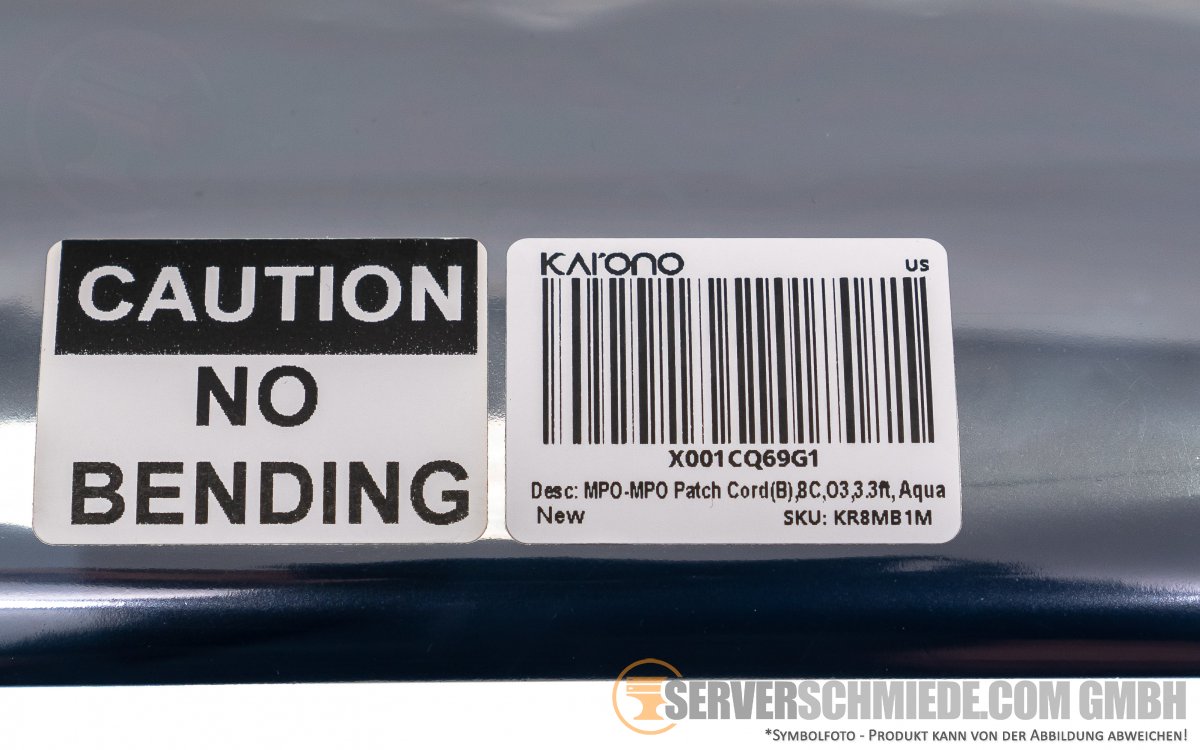 CAUTION
NO
BENDING
Karono
US
X001CQ69G1
Desc: MPO-MPO Patch Cord(B),8C,O3,3.3ft, Aqua
New
SKU: KR8MB1M
SERVERSCHMIEDE.COM GMBH
*SYMBOLFOTO - PRODUKT KANN VON DER ABBILDUNG ABWEICHEN!